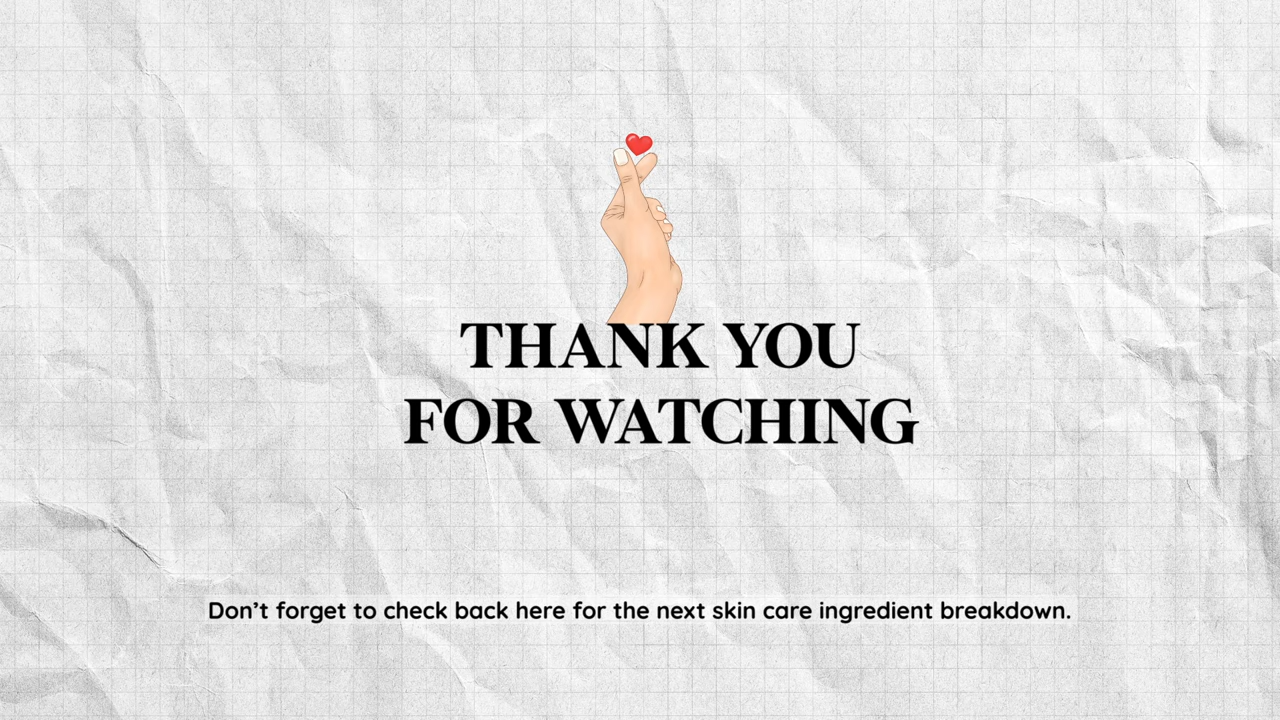 THANK YOU
FOR WATCHING
Don’t forget to check back here for the next skin care ingredient breakdown.